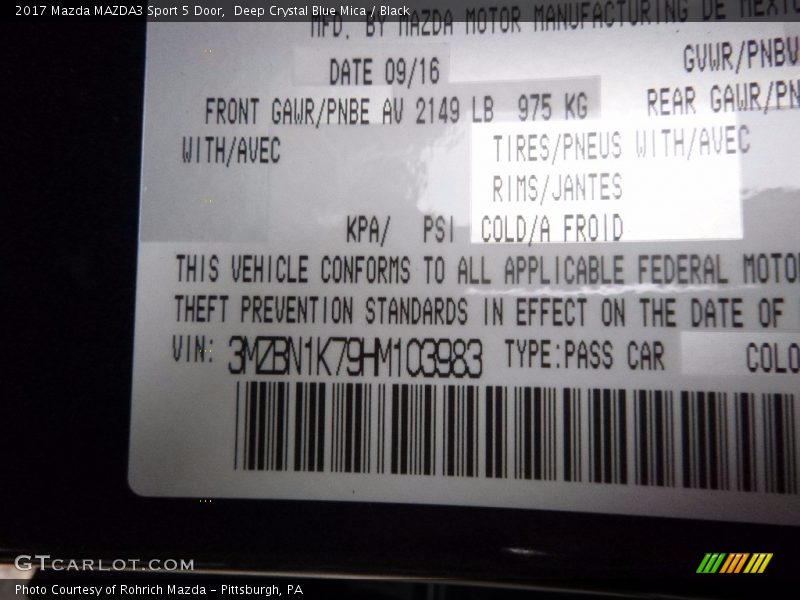 2017 Mazda MAZDA3 Sport 5 Door,  Deep Crystal Blue Mica / Black
MFD. BY MAZDA MOTOR MANUFACTURING DE MEXIC
DATE 09/16
GVWR/PNBV
FRONT GAWR/PNBE AV 2149 LB 975 KG
REAR GAWR/PN
WITH/AVEC
TIRES/PNEUS WITH/AVEC
RIMS/JANTES
KPA/ PSI COLD/A FROID
THIS VEHICLE CONFORMS TO ALL APPLICABLE FEDERAL MOTO
THEFT PREVENTION STANDARDS IN EFFECT ON THE DATE OF
VIN: 3MZBN1K79HM103983 TYPE:PASS CAR COLO
GTCARLOT.COM
Photo Courtesy of Rohrich Mazda – Pittsburgh, PA